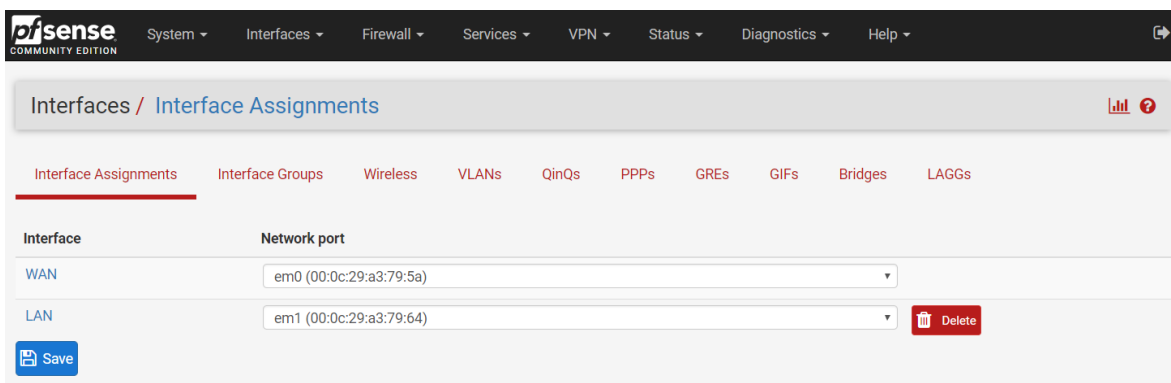 pfsense
COMMUNITY EDITION
System Interfaces Firewall Services VPN Status Diagnostics Help
Interfaces / Interface Assignments
Interface Assignments Interface Groups Wireless VLANs QinQs PPPs GREs GIFs Bridges LAGGs
Interface Network port
WAN em0 (00:0c:29:a3:79:5a)
LAN em1 (00:0c:29:a3:79:64) Delete
Save